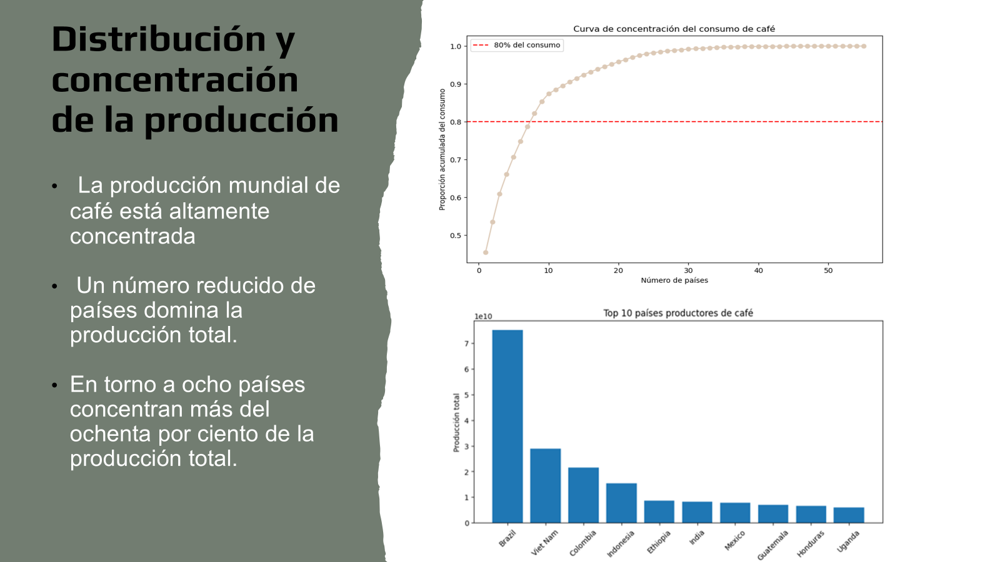 Distribución y
concentración
de la producción
• La producción mundial de
café está altamente
concentrada
• Un número reducido de
países domina la
producción total.
• En torno a ocho países
concentran más del
ochenta por ciento de la
producción total.
Curva de concentración del consumo de café
80% del consumo
Proporción acumulada del consumo
1.0
0.9
0.8
0.7
0.6
0.5
0 10 20 30 40 50
Número de países
Top 10 países productores de café
1e10
Producción total
7
6
5
4
3
2
1
0
Brazil
Viet Nam
Colombia
Indonesia
Ethiopia
India
Mexico
Guatemala
Honduras
Uganda